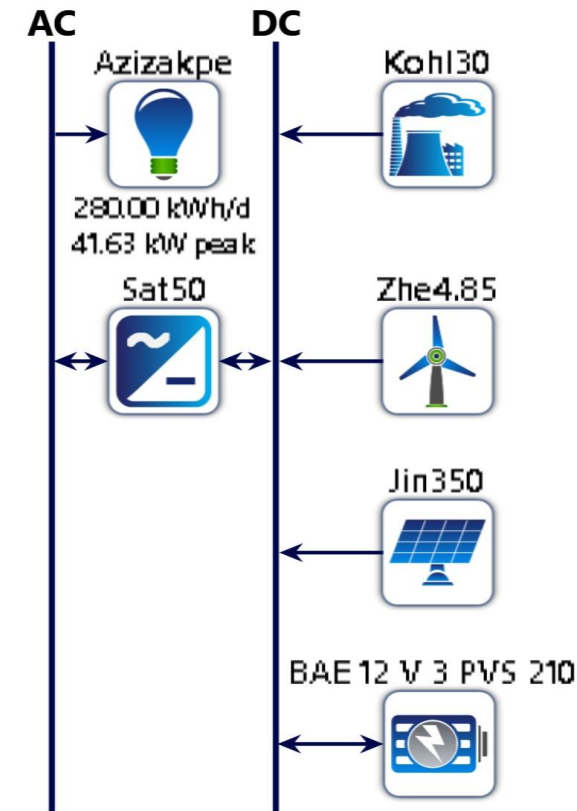 AC DC
Azizakpe
Kohl30
280.00 kWh/d
41.63 kW peak
Sat50
Zhe4.85
Jin350
BAE 12 V 3 PVS 210